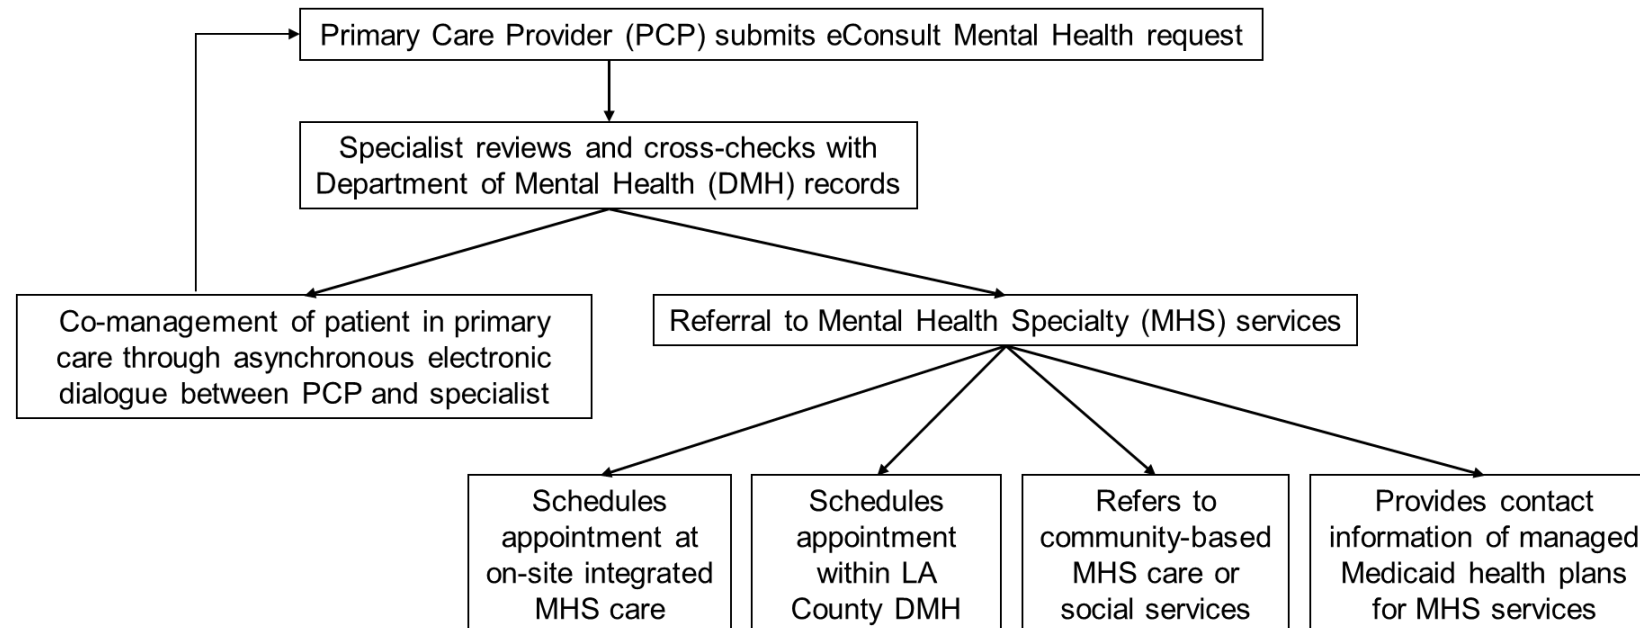 Primary Care Provider (PCP) submits eConsult Mental Health request
Specialist reviews and cross-checks with
Department of Mental Health (DMH) records
Co-management of patient in primary
care through asynchronous electronic
dialogue between PCP and specialist
Referral to Mental Health Specialty (MHS) services
Schedules
appointment at
on-site integrated
MHS care
Schedules
appointment
within LA
County DMH
Refers to
community-based
MHS care or
social services
Provides contact
information of managed
Medicaid health plans
for MHS services